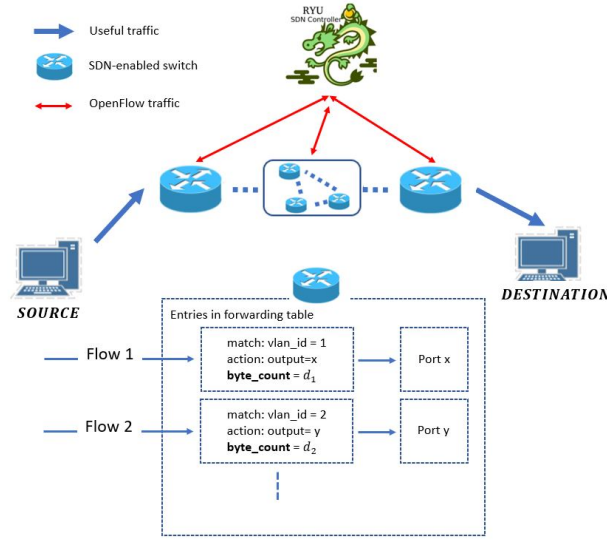 RYU
SDN Controller
Useful traffic
SDN-enabled switch
OpenFlow traffic
SOURCE
DESTINATION
Entries in forwarding table
Flow 1
match: vlan_id = 1
action: output=x
byte_count = d₁
Port x
Flow 2
match: vlan_id = 2
action: output= y
byte_count = d₂
Port y